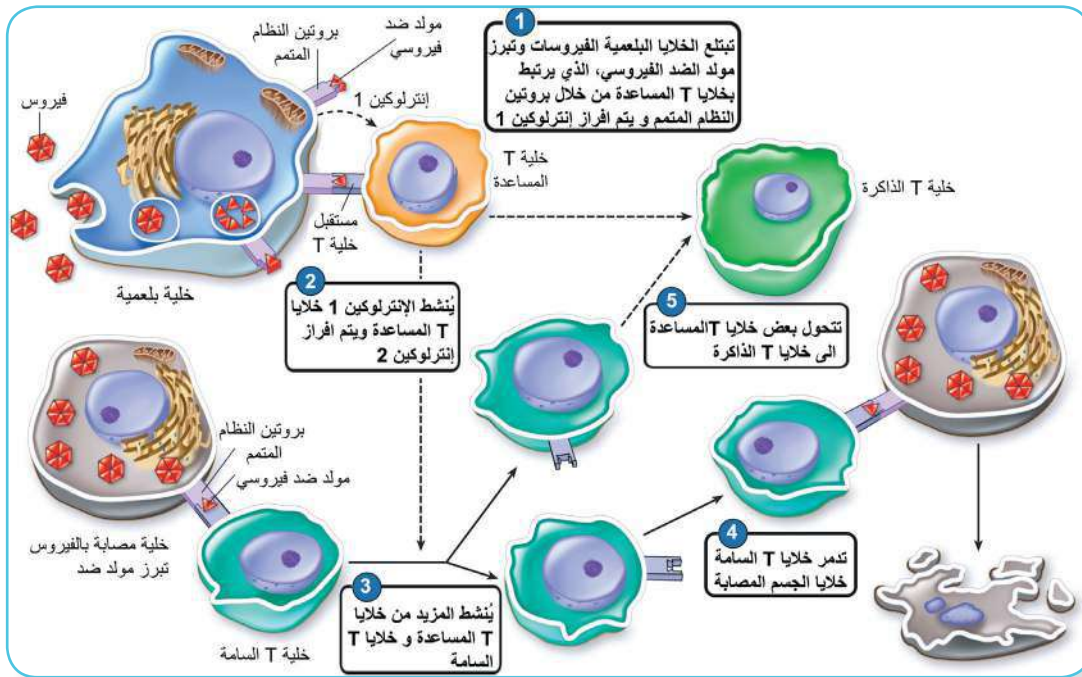 1
تبتلع الخلايا البلعمية الفيروسات وتبرز
مولد الضد الفيروسي، الذي يرتبط
بخلايا T المساعدة من خلال بروتين
النظام المتمم و يتم افراز إنترلوكين 1
مولد ضد
فيروسي
بروتين النظام
المتمم
إنترلوكين 1
فيروس
خلية T
المساعدة
خلية T الذاكرة
مستقبل
خلية T
خلية بلعمية
2
يُنشط الإنترلوكين 1 خلايا
T المساعدة ويتم افراز
إنترلوكين 2
5
تتحول بعض خلايا Tالمساعدة
الى خلايا T الذاكرة
بروتين النظام
المتمم
مولد ضد فيروسي
خلية مصابة بالفيروس
تبرز مولد ضد
خلية T السامة
3
يُنشط المزيد من خلايا
T المساعدة و خلايا T
السامة
4
تدمر خلايا T السامة
خلايا الجسم المصابة